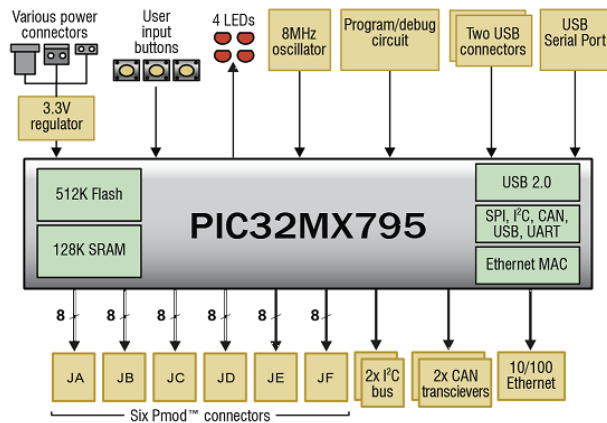 Various power
connectors
User
input
buttons
4 LEDs
8MHz
oscillator
Program/debug
circuit
Two USB
connectors
USB
Serial Port
3.3V
regulator
512K Flash
128K SRAM
PIC32MX795
USB 2.0
SPI, I²C, CAN,
USB, UART
Ethernet MAC
8
8
8
8
8
8
JA
JB
JC
JD
JE
JF
2x I²C
bus
2x CAN
transcievers
10/100
Ethernet
Six Pmod™ connectors